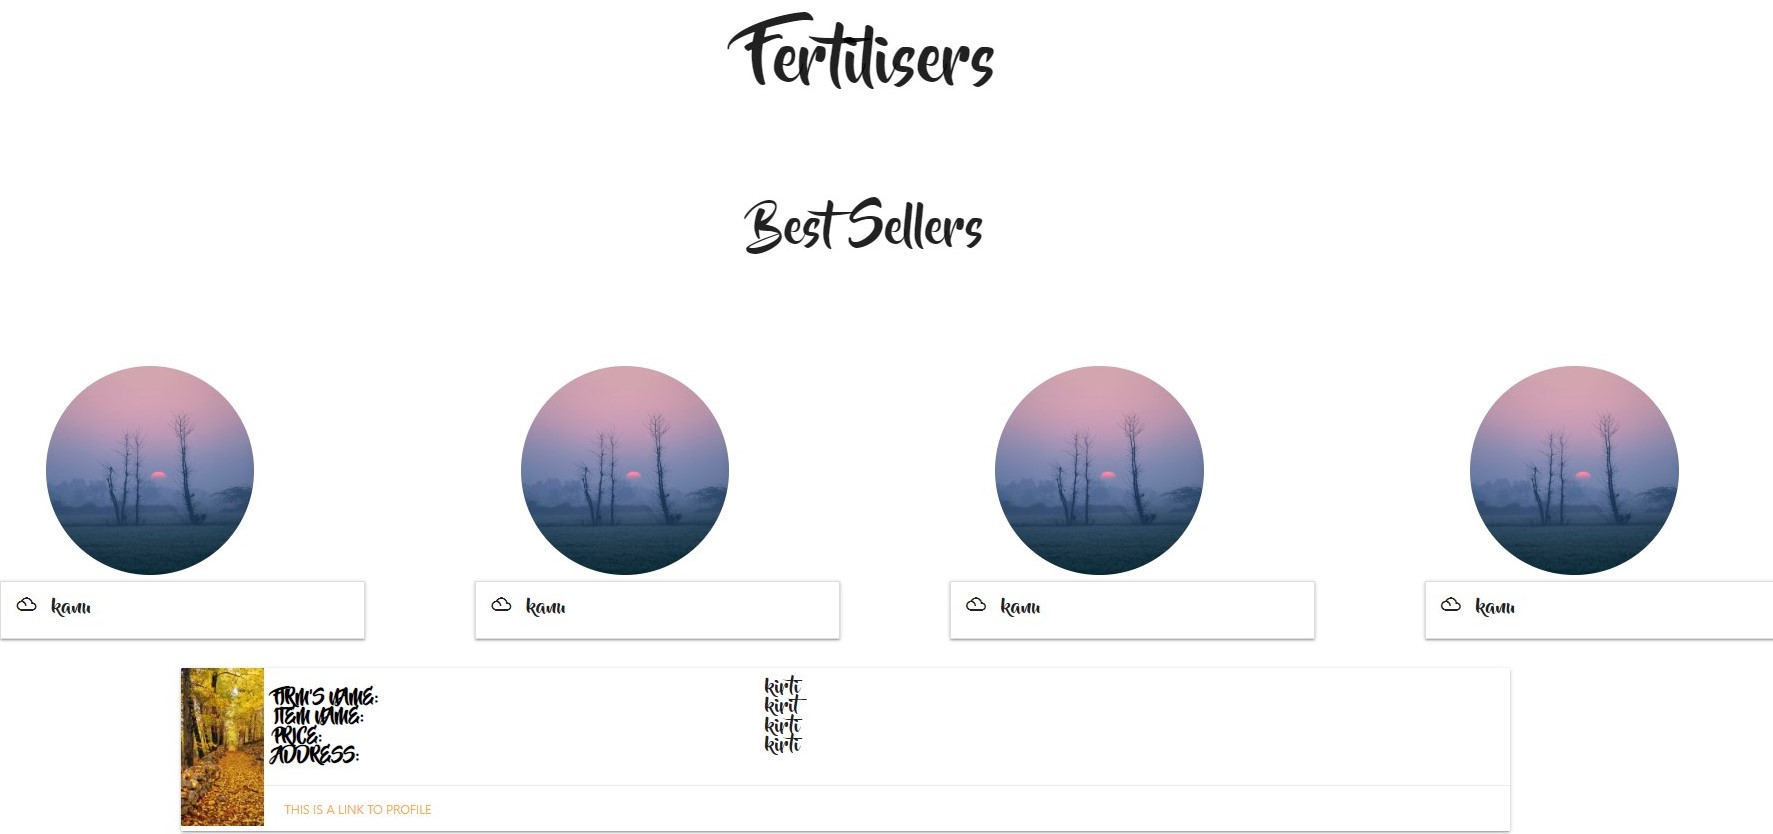 Fertilisers
Best Sellers
kanu
kanu
kanu
kanu
FIRM'S NAME: kirti
ITEM NAME: kirit
PRICE: kirti
ADDRESS: kirti
THIS IS A LINK TO PROFILE